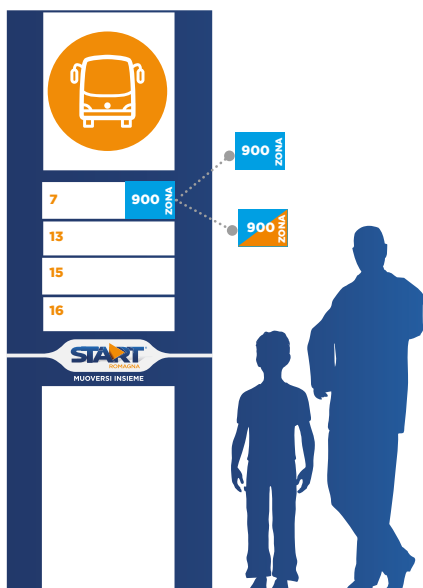 7 900 ZONA
13
15
16
900 ZONA
900 ZONA
START
ROMAGNA
MUOVERSI INSIEME